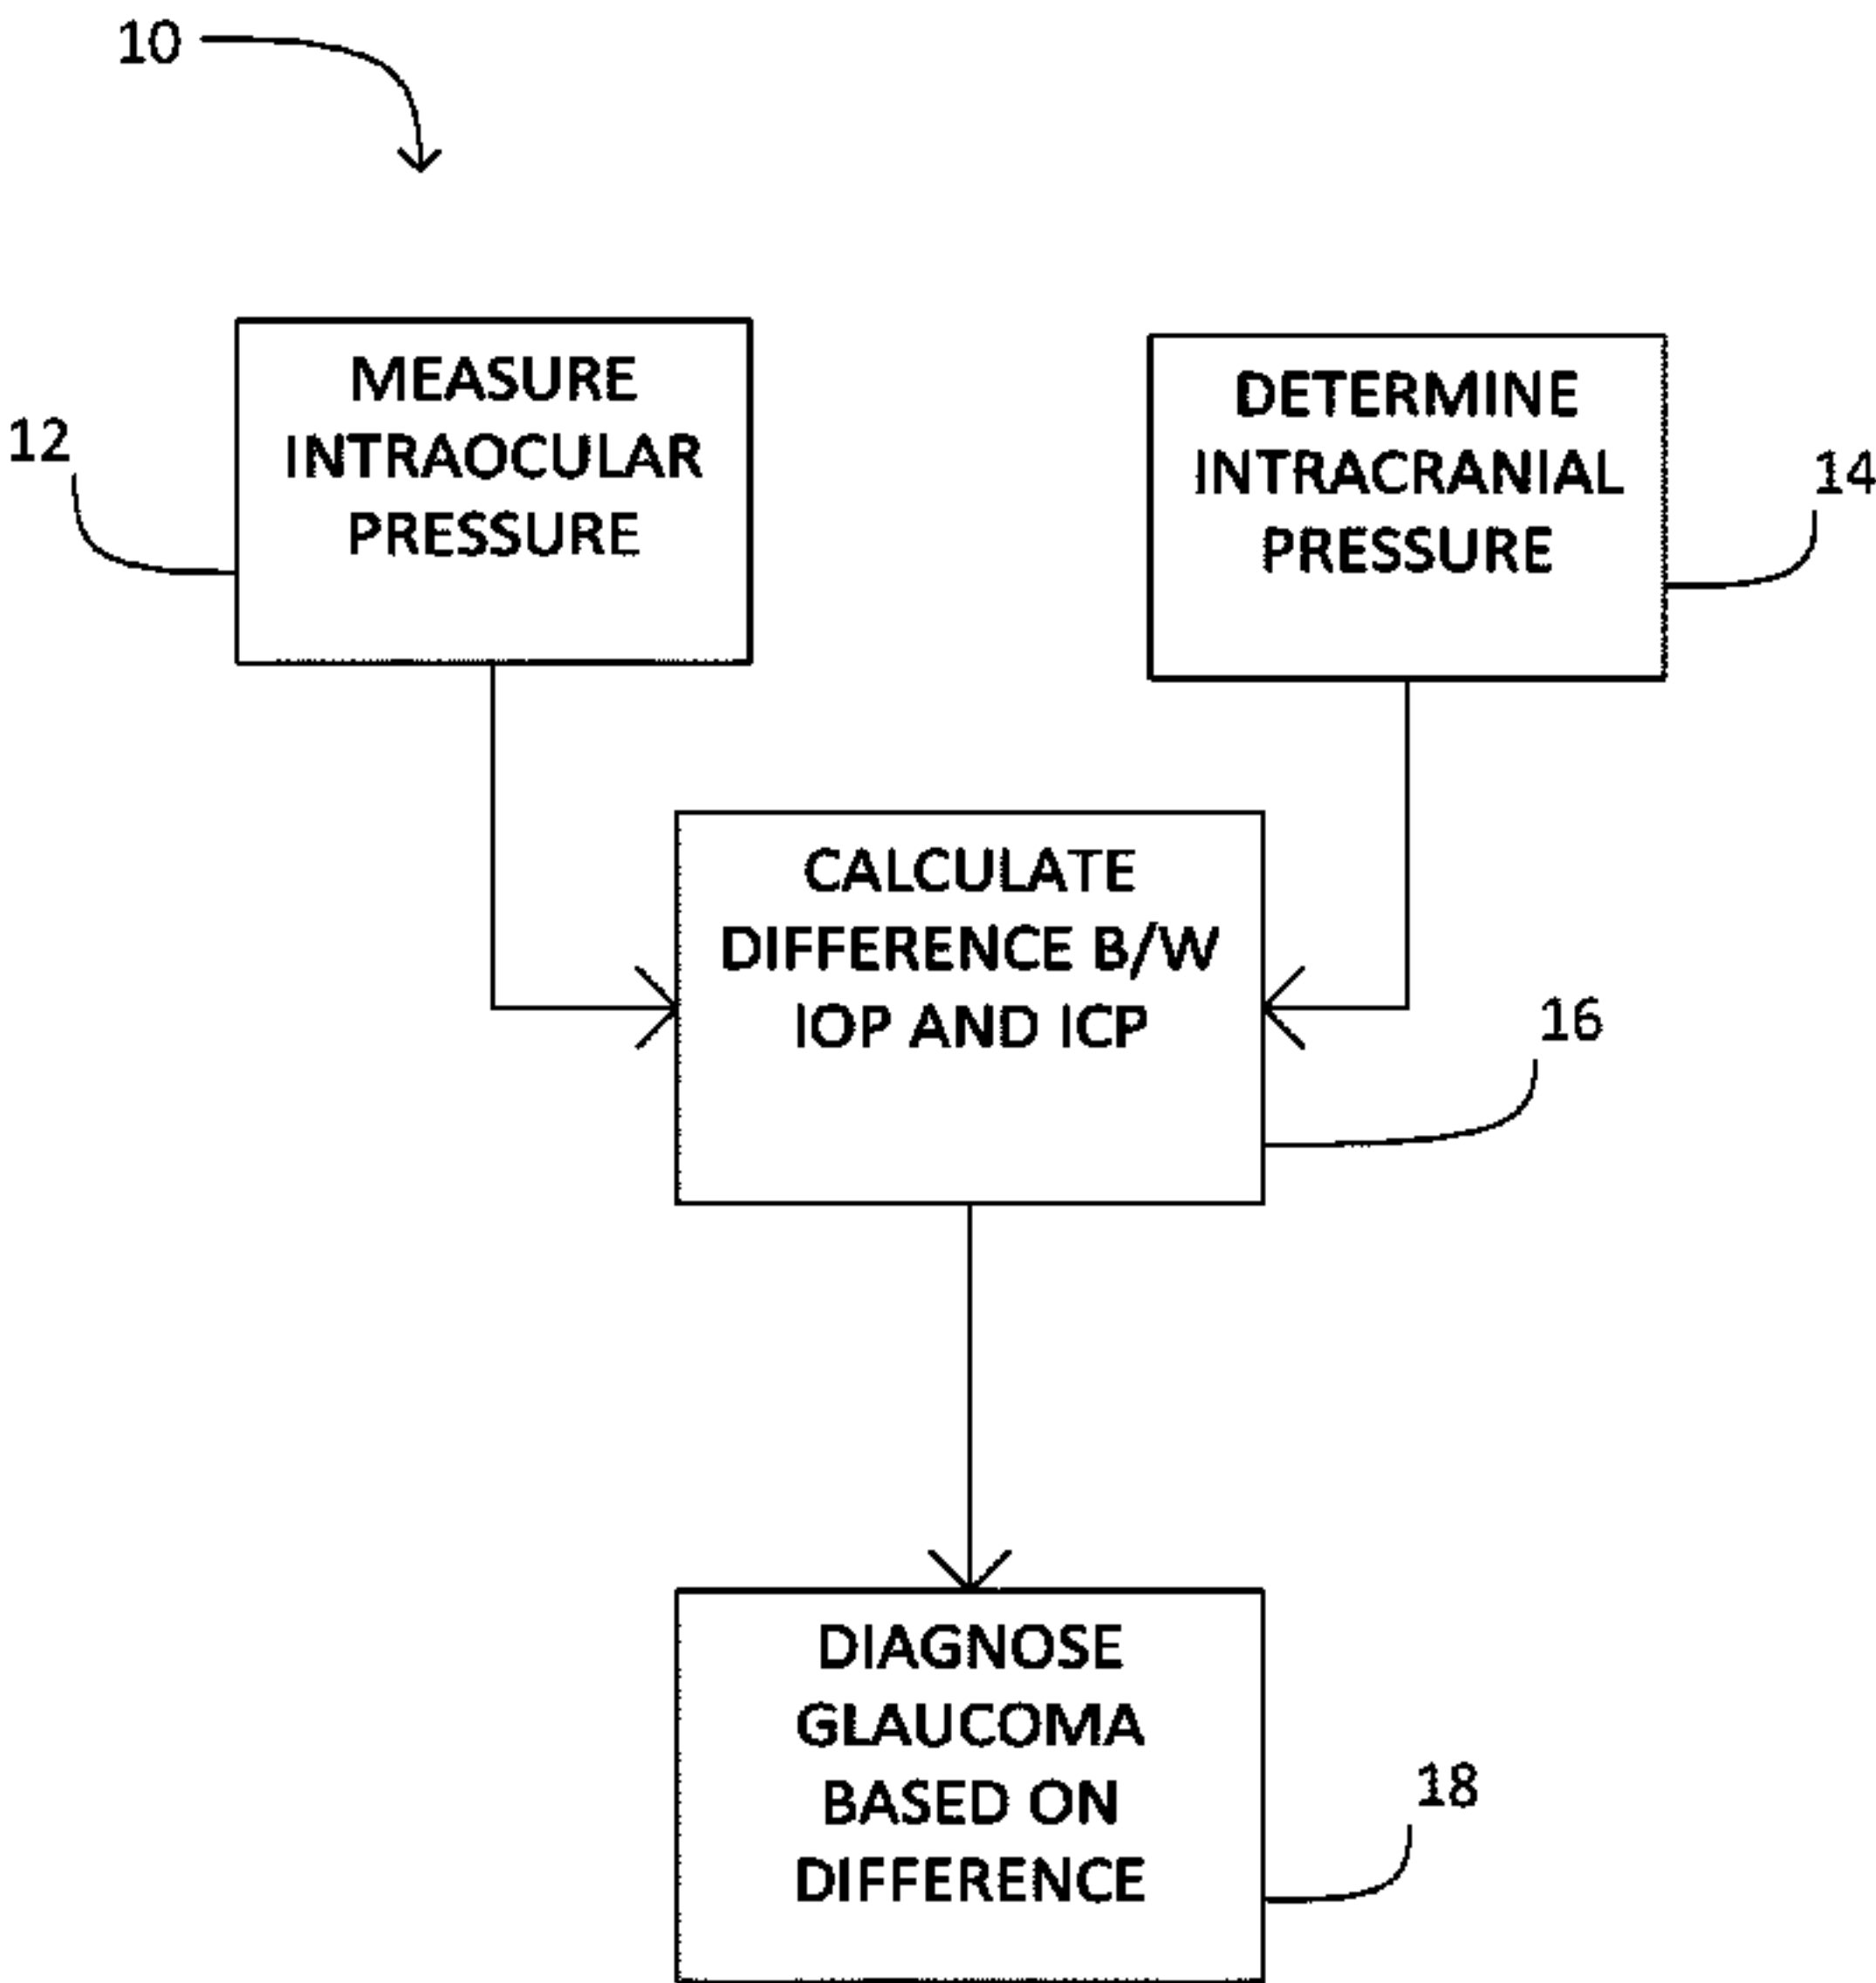 10
MEASURE
INTRAOCULAR
PRESSURE
12
DETERMINE
INTRACRANIAL
PRESSURE
14
CALCULATE
DIFFERENCE B/W
IOP AND ICP
16
DIAGNOSE
GLAUCOMA
BASED ON
DIFFERENCE
18